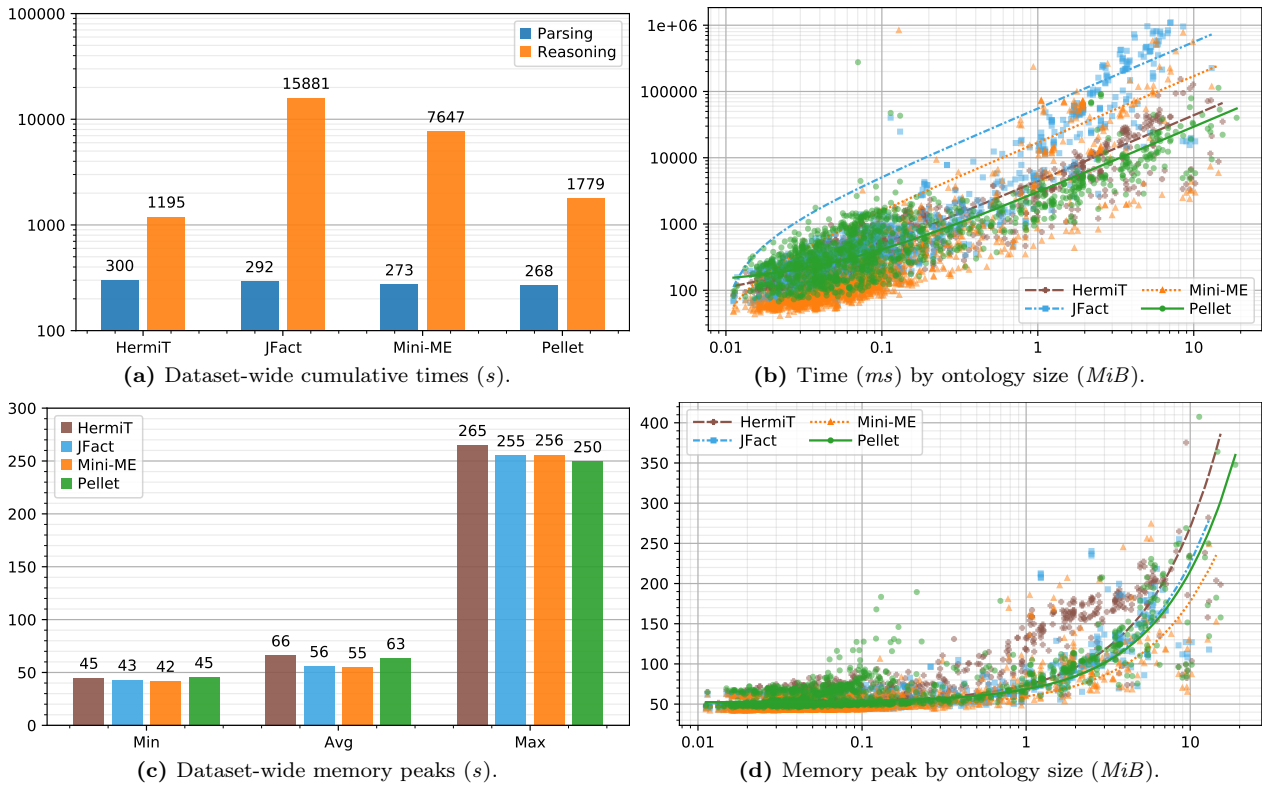 100000
10000
1000
100
Parsing
Reasoning
300
1195
292
15881
273
7647
268
1779
HermiT
JFact
Mini-ME
Pellet
(a) Dataset-wide cumulative times (s).
1e+06
100000
10000
1000
100
HermiT
JFact
Mini-ME
Pellet
0.01
0.1
1
10
(b) Time (ms) by ontology size (MiB).
300
250
200
150
100
50
0
HermiT
JFact
Mini-ME
Pellet
45
43
42
45
66
56
55
63
265
255
256
250
Min
Avg
Max
(c) Dataset-wide memory peaks (s).
400
350
300
250
200
150
100
50
HermiT
JFact
Mini-ME
Pellet
0.01
0.1
1
10
(d) Memory peak by ontology size (MiB).